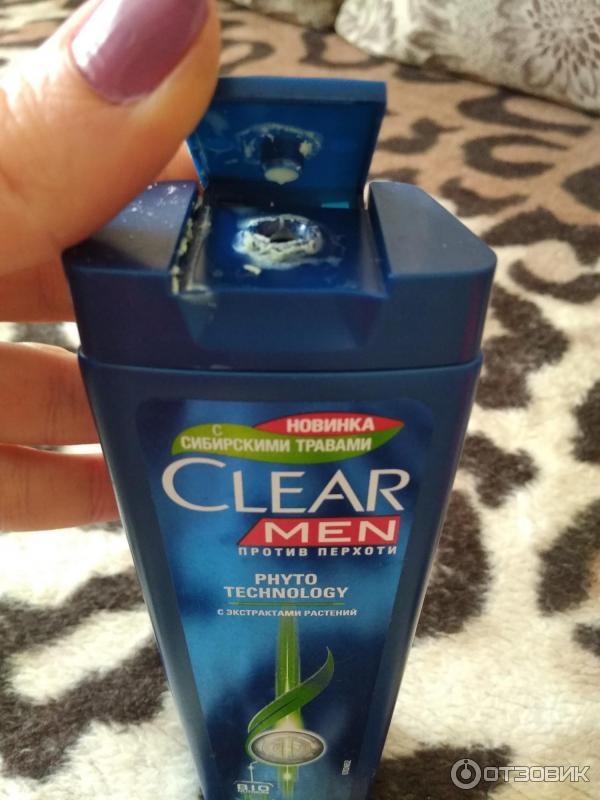 НОВИНКА
С
СИБИРСКИМИ ТРАВАМИ
CLEAR
MEN
ПРОТИВ ПЕРХОТИ
PHYTO
TECHNOLOGY
С ЭКСТРАКТАМИ РАСТЕНИЙ
B.I.O
ОТЗОВИК